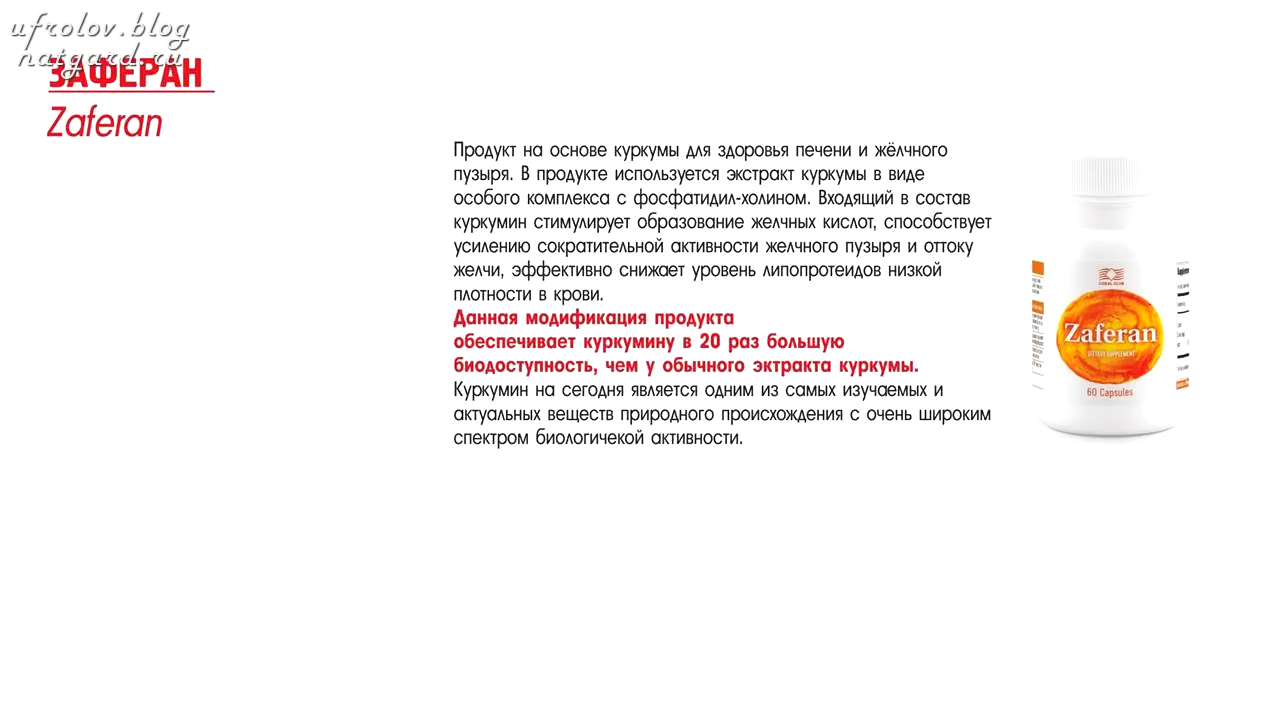 ufrolov.blog
natgard.ru
ЗАФЕРАН
Zaferan
Продукт на основе куркумы для здоровья печени и жёлчного
пузыря. В продукте используется экстракт куркумы в виде
особого комплекса с фосфатидил-холином. Входящий в состав
куркумин стимулирует образование желчных кислот, способствует
усилению сократительной активности желчного пузыря и оттоку
желчи, эффективно снижает уровень липопротеидов низкой
плотности в крови.
Данная модификация продукта
обеспечивает куркумину в 20 раз большую
биодоступность, чем у обычного эктракта куркумы.
Куркумин на сегодня является одним из самых изучаемых и
актуальных веществ природного происхождения с очень широким
спектром биологичекой активности.
CORAL CLUB
Zaferan
DIETARY SUPPLEMENT
60 Capsules